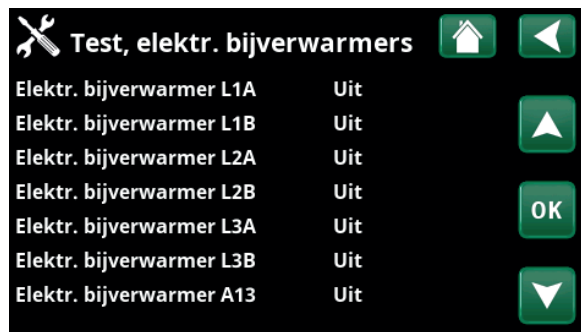 Test, elektr. bijverwarmers
Elektr. bijverwarmer L1A Uit
Elektr. bijverwarmer L1B Uit
Elektr. bijverwarmer L2A Uit
Elektr. bijverwarmer L2B Uit
Elektr. bijverwarmer L3A Uit
Elektr. bijverwarmer L3B Uit
Elektr. bijverwarmer A13 Uit
OK